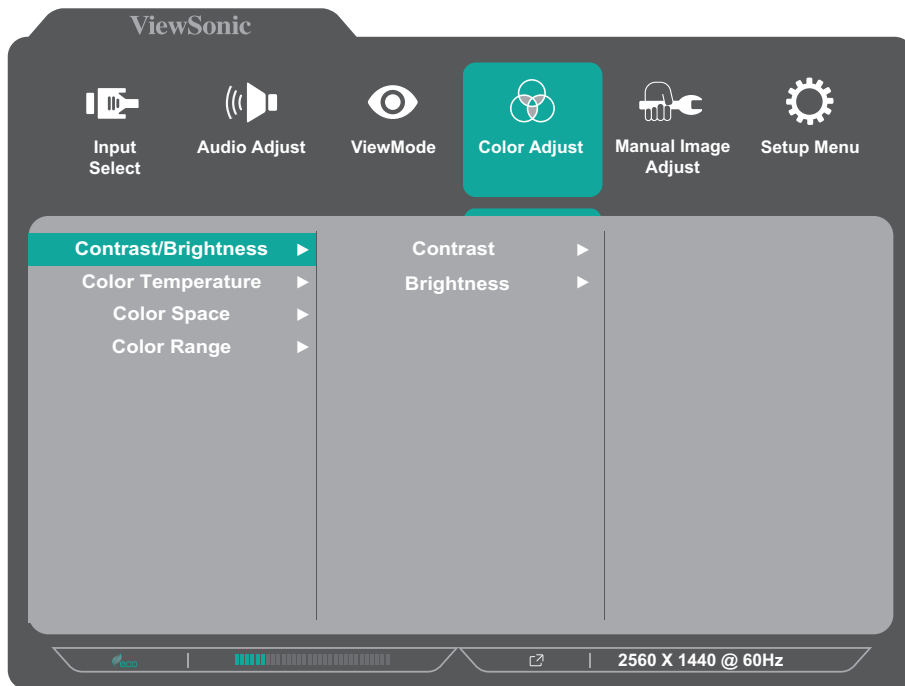 ViewSonic
Input
Select
Audio Adjust
ViewMode
Color Adjust
Manual Image
Adjust
Setup Menu
Contrast/Brightness
Color Temperature
Color Space
Color Range
Contrast
Brightness
eco
2560 X 1440 @ 60Hz